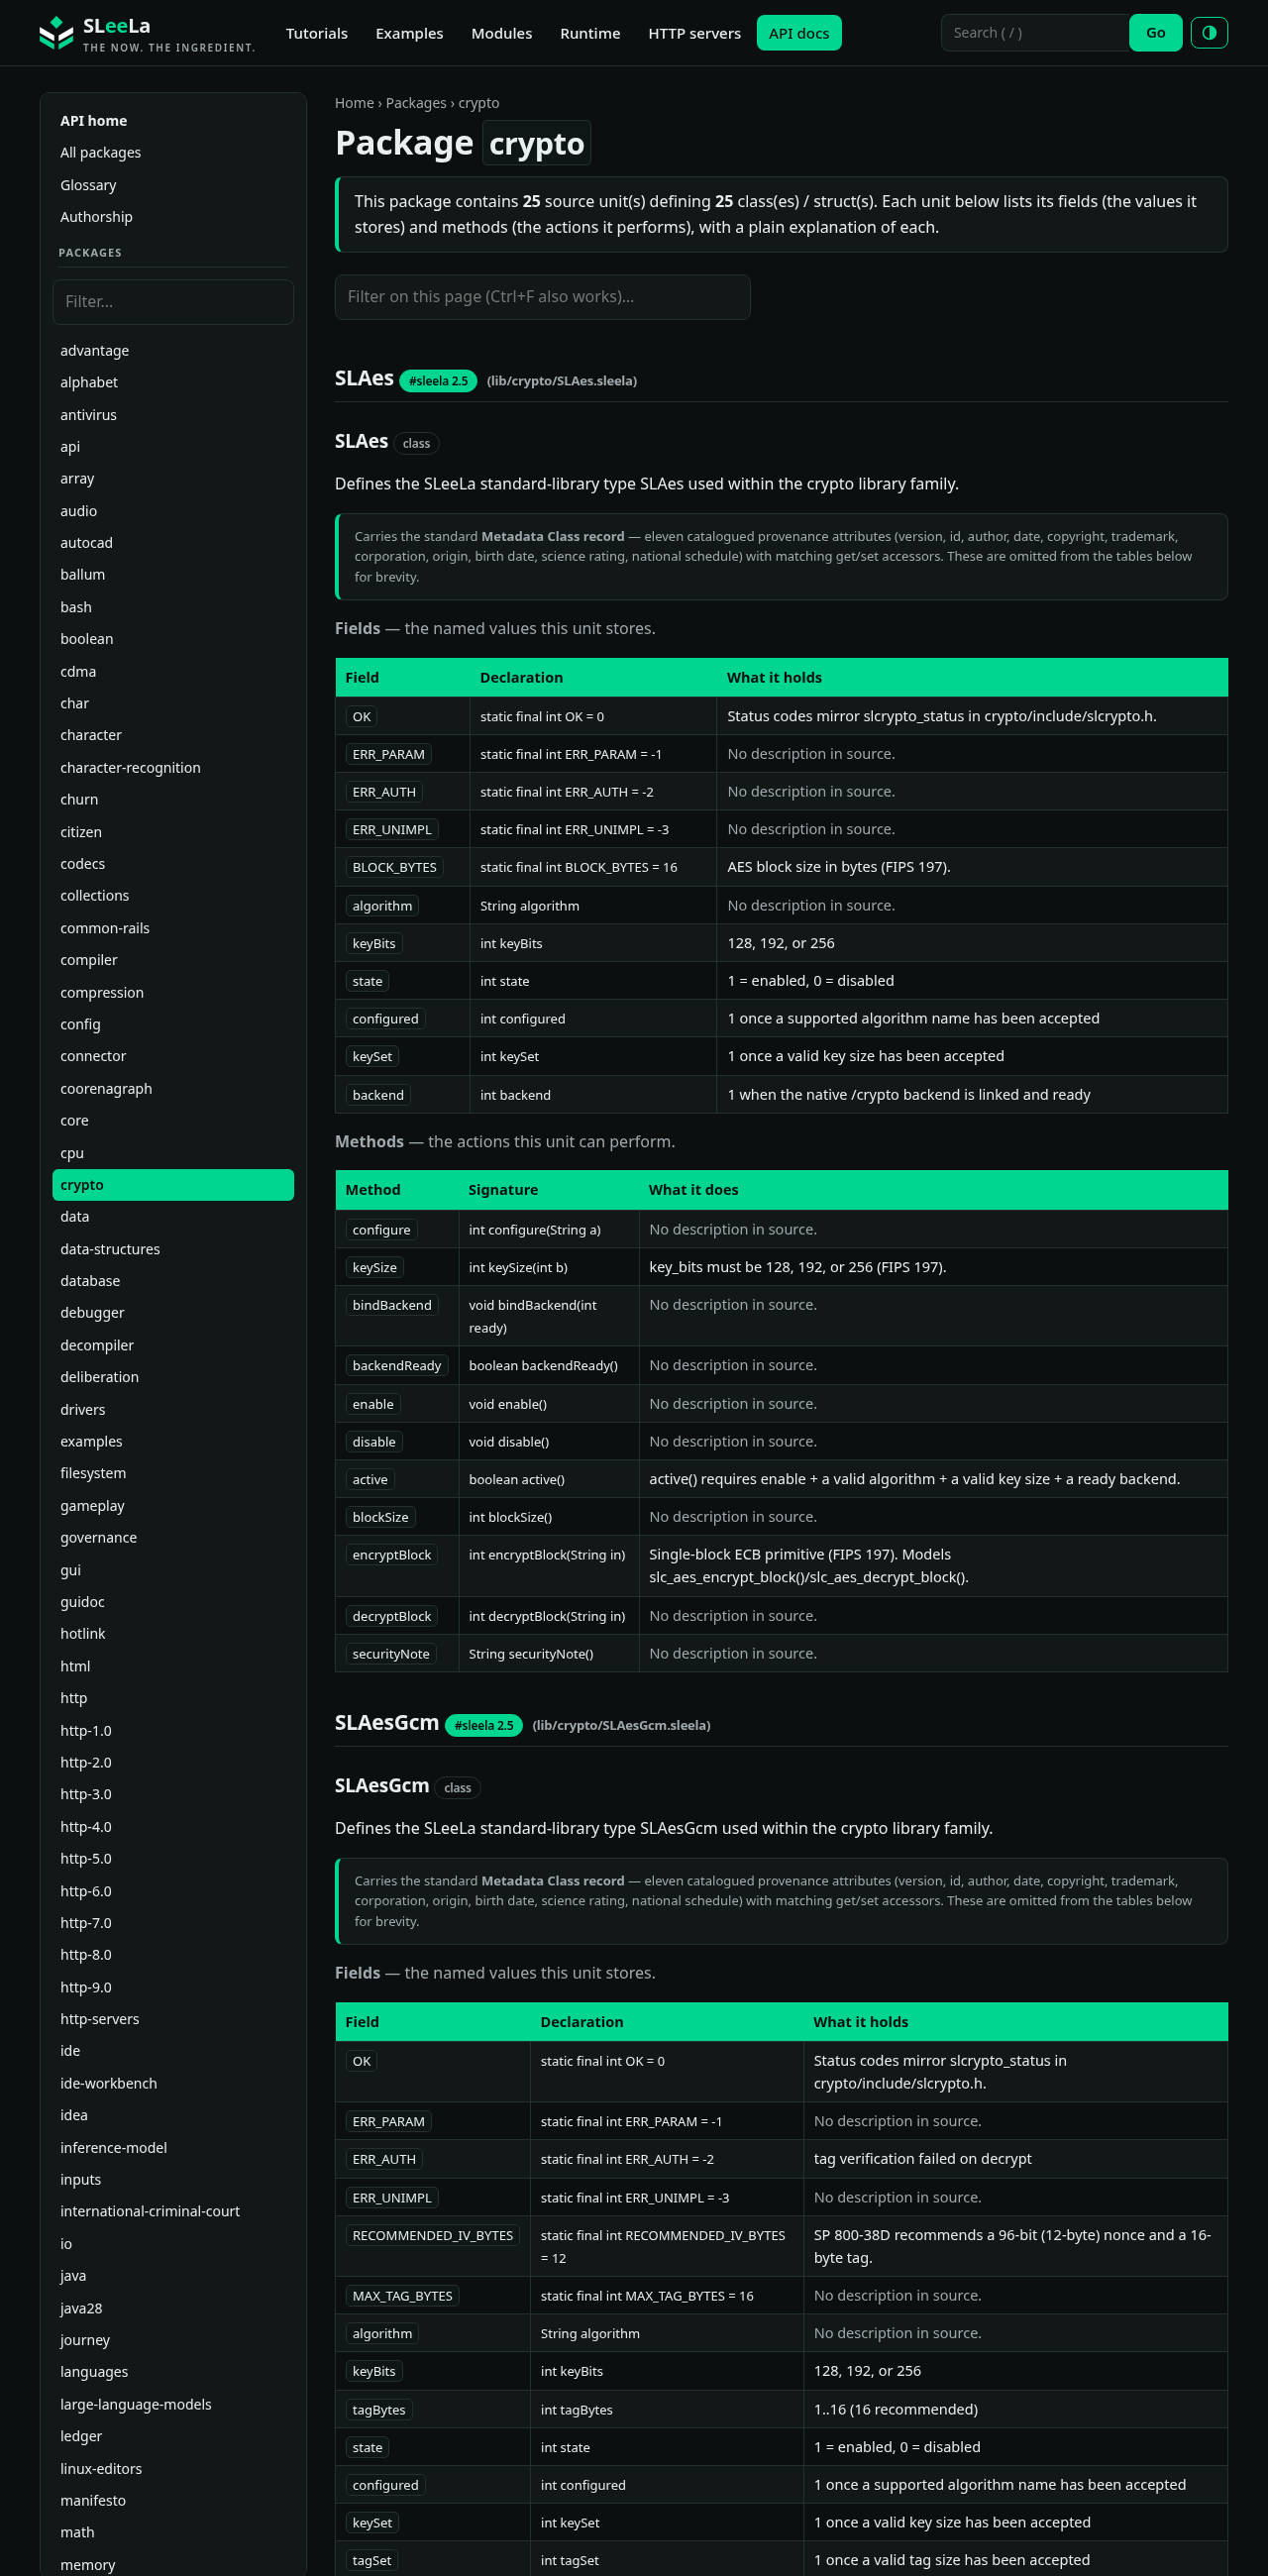 SLeeLa
THE NOW. THE INGREDIENT.
Tutorials
Examples
Modules
Runtime
HTTP servers
API docs
Search ( / )
Go
API home
All packages
Glossary
Authorship
PACKAGES
Filter...
advantage
alphabet
antivirus
api
array
audio
autocad
ballum
bash
boolean
cdma
char
character
character-recognition
churn
citizen
codecs
collections
common-rails
compiler
compression
config
connector
coorenagraph
core
cpu
crypto
data
data-structures
database
debugger
decompiler
deliberation
drivers
examples
filesystem
gameplay
governance
gui
guidoc
hotlink
html
http
http-1.0
http-2.0
http-3.0
http-4.0
http-5.0
http-6.0
http-7.0
http-8.0
http-9.0
http-servers
ide
ide-workbench
idea
inference-model
inputs
international-criminal-court
io
java
java28
journey
languages
large-language-models
ledger
linux-editors
manifesto
math
memory
Home › Packages › crypto
Package crypto
This package contains 25 source unit(s) defining 25 class(es) / struct(s). Each unit below lists its fields (the values it
stores) and methods (the actions it performs), with a plain explanation of each.
Filter on this page (Ctrl+F also works)...
SLAes #sleela 2.5 (lib/crypto/SLAes.sleela)
SLAes class
Defines the SLeeLa standard-library type SLAes used within the crypto library family.
Carries the standard Metadata Class record — eleven catalogued provenance attributes (version, id, author, date, copyright, trademark,
corporation, origin, birth date, science rating, national schedule) with matching get/set accessors. These are omitted from the tables below
for brevity.
Fields — the named values this unit stores.
Field Declaration What it holds
OK static final int OK = 0 Status codes mirror slcrypto_status in crypto/include/slcrypto.h.
ERR_PARAM static final int ERR_PARAM = -1 No description in source.
ERR_AUTH static final int ERR_AUTH = -2 No description in source.
ERR_UNIMPL static final int ERR_UNIMPL = -3 No description in source.
BLOCK_BYTES static final int BLOCK_BYTES = 16 AES block size in bytes (FIPS 197).
algorithm String algorithm No description in source.
keyBits int keyBits 128, 192, or 256
state int state 1 = enabled, 0 = disabled
configured int configured 1 once a supported algorithm name has been accepted
keySet int keySet 1 once a valid key size has been accepted
backend int backend 1 when the native /crypto backend is linked and ready
Methods — the actions this unit can perform.
Method Signature What it does
configure int configure(String a) No description in source.
keySize int keySize(int b) key_bits must be 128, 192, or 256 (FIPS 197).
bindBackend void bindBackend(int No description in source.
ready)
backendReady boolean backendReady() No description in source.
enable void enable() No description in source.
disable void disable() No description in source.
active boolean active() active() requires enable + a valid algorithm + a valid key size + a ready backend.
blockSize int blockSize() No description in source.
encryptBlock int encryptBlock(String in) Single-block ECB primitive (FIPS 197). Models
slc_aes_encrypt_block()/slc_aes_decrypt_block().
decryptBlock int decryptBlock(String in) No description in source.
securityNote String securityNote() No description in source.
SLAesGcm #sleela 2.5 (lib/crypto/SLAesGcm.sleela)
SLAesGcm class
Defines the SLeeLa standard-library type SLAesGcm used within the crypto library family.
Carries the standard Metadata Class record — eleven catalogued provenance attributes (version, id, author, date, copyright, trademark,
corporation, origin, birth date, science rating, national schedule) with matching get/set accessors. These are omitted from the tables below
for brevity.
Fields — the named values this unit stores.
Field Declaration What it holds
OK static final int OK = 0 Status codes mirror slcrypto_status in
crypto/include/slcrypto.h.
ERR_PARAM static final int ERR_PARAM = -1 No description in source.
ERR_AUTH static final int ERR_AUTH = -2 tag verification failed on decrypt
ERR_UNIMPL static final int ERR_UNIMPL = -3 No description in source.
RECOMMENDED_IV_BYTES static final int RECOMMENDED_IV_BYTES SP 800-38D recommends a 96-bit (12-byte) nonce and a 16-
= 12 byte tag.
MAX_TAG_BYTES static final int MAX_TAG_BYTES = 16 No description in source.
algorithm String algorithm No description in source.
keyBits int keyBits 128, 192, or 256
tagBytes int tagBytes 1..16 (16 recommended)
state int state 1 = enabled, 0 = disabled
configured int configured 1 once a supported algorithm name has been accepted
keySet int keySet 1 once a valid key size has been accepted
tagSet int tagSet 1 once a valid tag size has been accepted